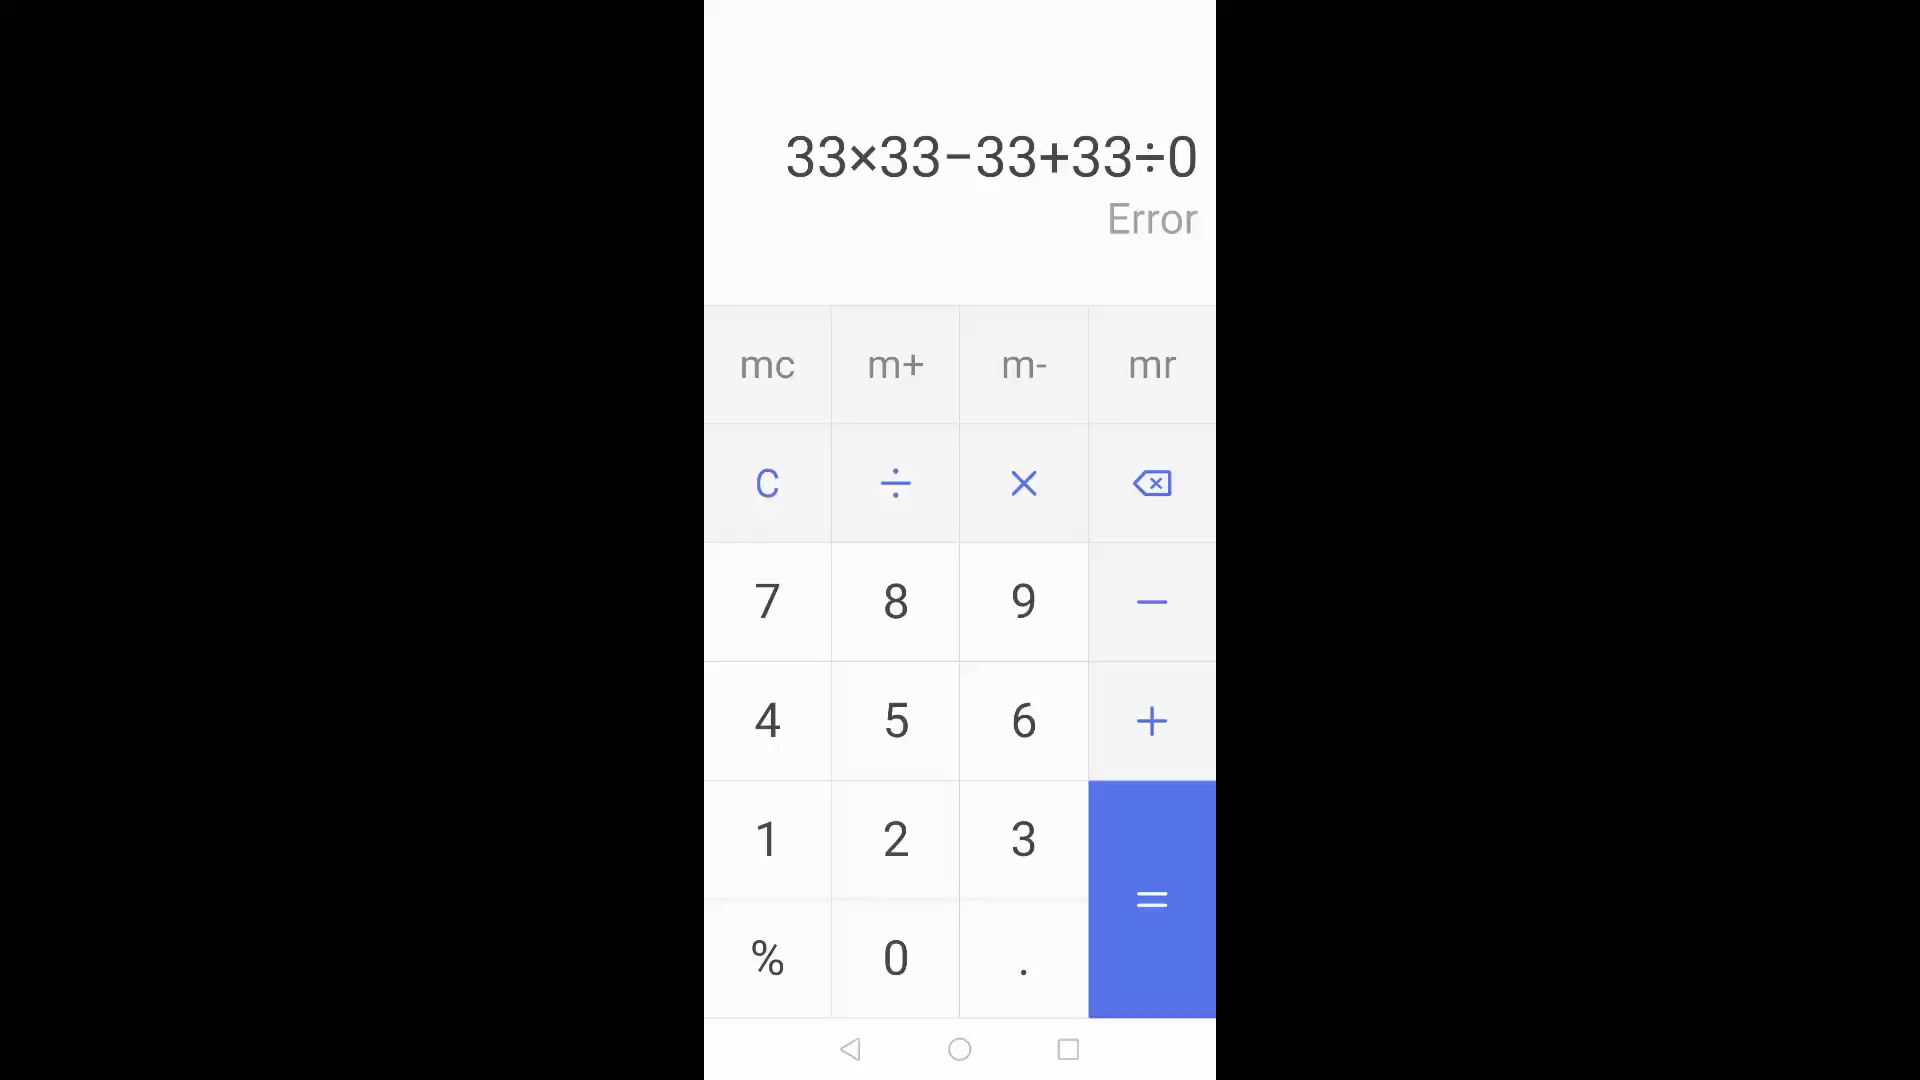 33×33−33+33÷0
Error
mc m+ m- mr
C ÷ ×
7 8 9 −
4 5 6 +
1 2 3
=
% 0 .